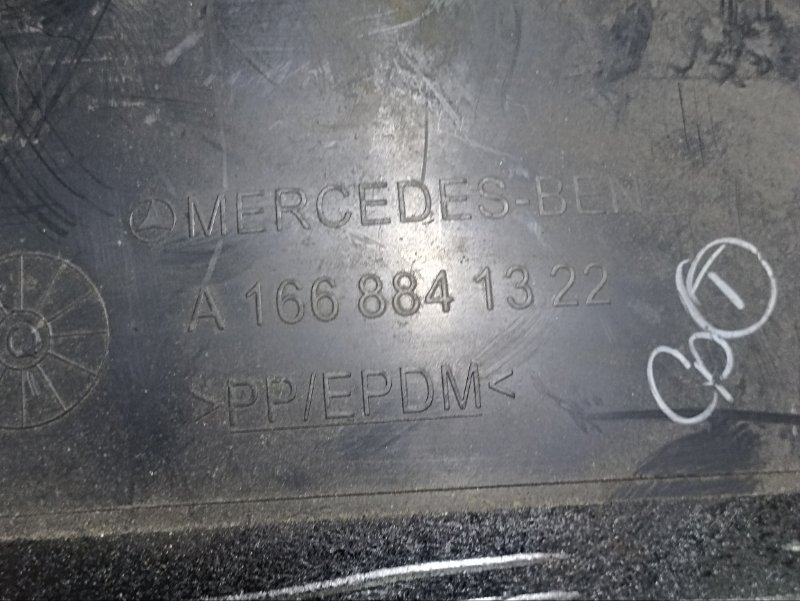 MERCEDES-BEN
A 166 884 13 22
>PP/EPDM<